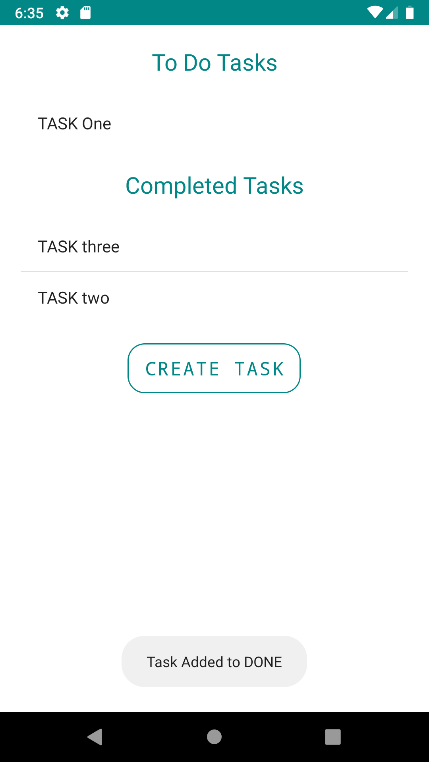 6:35
To Do Tasks
TASK One
Completed Tasks
TASK three
TASK two
CREATE TASK
Task Added to DONE